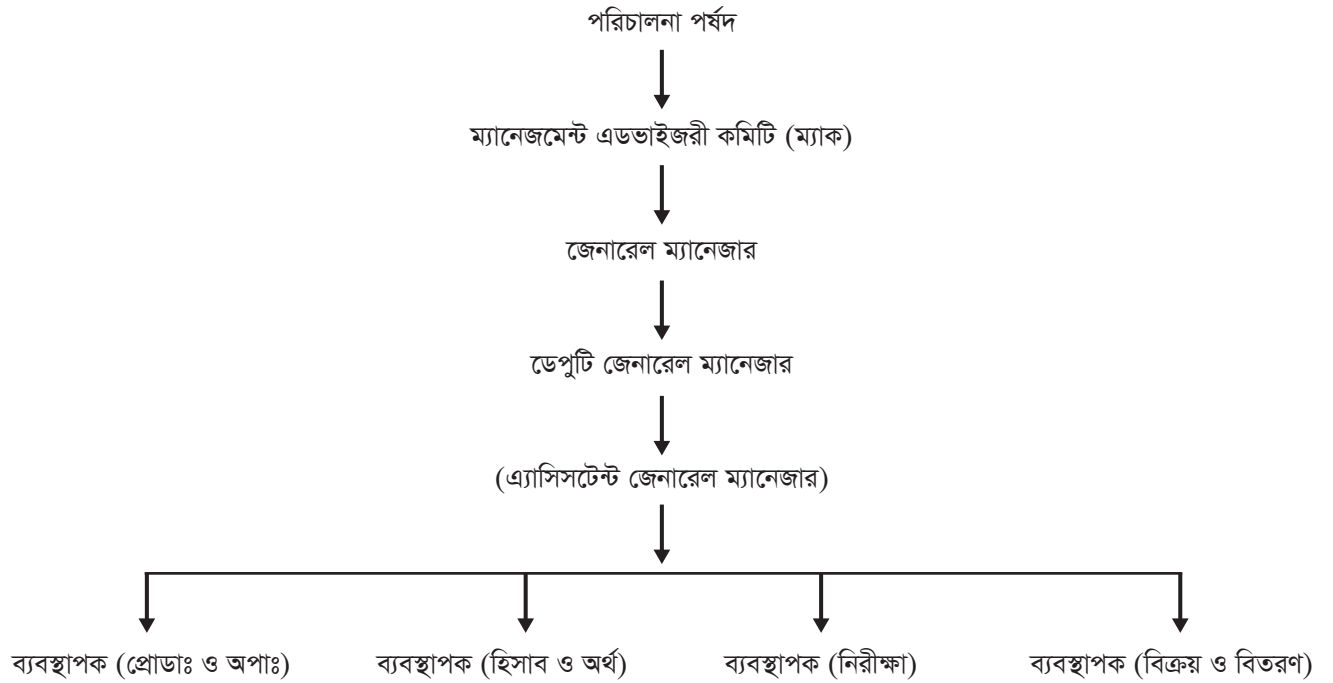 পরিচালনা পর্ষদ
ম্যানেজমেন্ট এডভাইজরী কমিটি (ম্যাক)
জেনারেল ম্যানেজার
ডেপুটি জেনারেল ম্যানেজার
(এ্যাসিসটেন্ট জেনারেল ম্যানেজার)
ব্যবস্থাপক (প্রোডাঃ ও অপাঃ) ব্যবস্থাপক (হিসাব ও অর্থ) ব্যবস্থাপক (নিরীক্ষা) ব্যবস্থাপক (বিক্রয় ও বিতরণ)